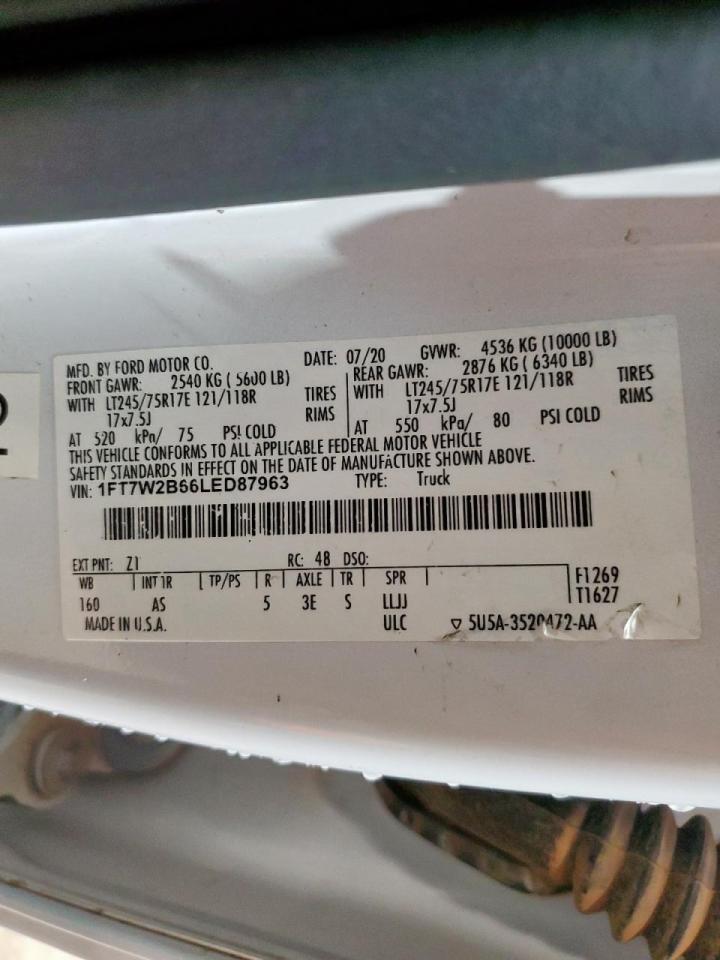 MFD. BY FORD MOTOR CO. DATE: 07/20 GVWR: 4536 KG (10000 LB)
FRONT GAWR: 2540 KG ( 5600 LB) REAR GAWR: 2876 KG ( 6340 LB)
WITH LT245/75R17E 121/118R TIRES WITH LT245/75R17E 121/118R TIRES
17x7.5J RIMS 17x7.5J RIMS
AT 520 kPa/ 75 PSI COLD AT 550 kPa/ 80 PSI COLD
THIS VEHICLE CONFORMS TO ALL APPLICABLE FEDERAL MOTOR VEHICLE
SAFETY STANDARDS IN EFFECT ON THE DATE OF MANUFACTURE SHOWN ABOVE.
VIN: 1FT7W2B66LED87963 TYPE: Truck
EXT PNT: Z1 RC: 48 DSO:
WB INT TR TP/PS R AXLE TR SPR F1269
160 AS 5 3E S LLJJ T1627
MADE IN U.S.A. ULC 5U5A-3520472-AA